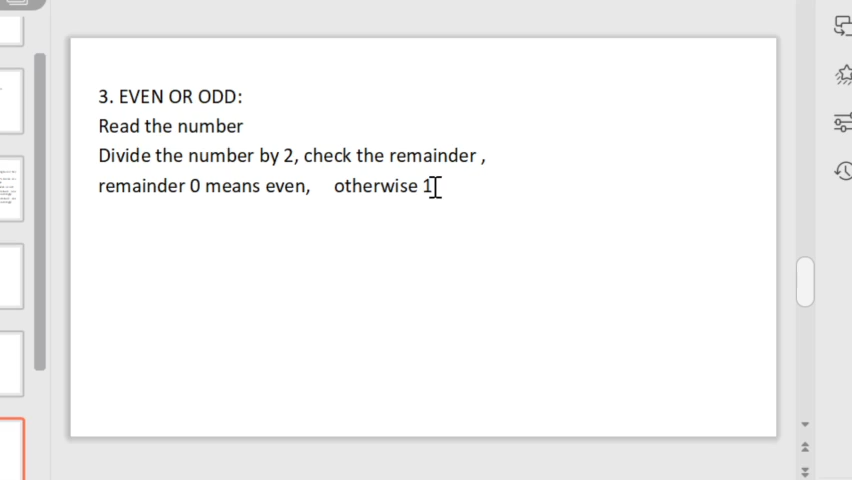 3. EVEN OR ODD:
Read the number
Divide the number by 2, check the remainder ,
remainder 0 means even, otherwise 1